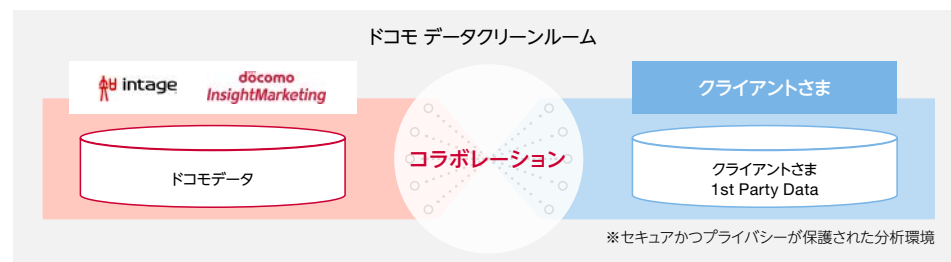 ドコモ データクリーンルーム
intage
döcomo
InsightMarketing
クライアントさま
コラボレーション
ドコモデータ
クライアントさま
1st Party Data
※セキュアかつプライバシーが保護された分析環境